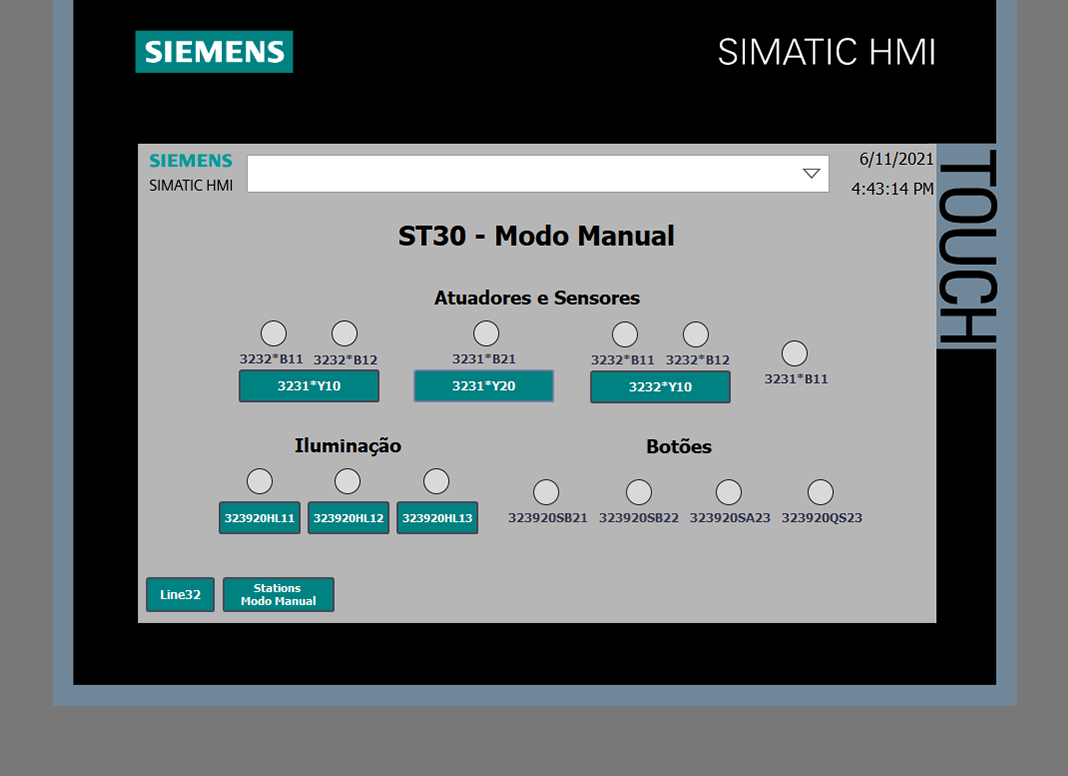 SIEMENS
SIMATIC HMI
SIEMENS
SIMATIC HMI
6/11/2021
4:43:14 PM
TOUCH
ST30 - Modo Manual
Atuadores e Sensores
3232*B11 3232*B12 3231*B21 3232*B11 3232*B12 3231*B11
3231*Y10 3231*Y20 3232*Y10
Iluminação Botões
323920HL11 323920HL12 323920HL13 323920SB21 323920SB22 323920SA23 323920QS23
Line32
Stations
Modo Manual